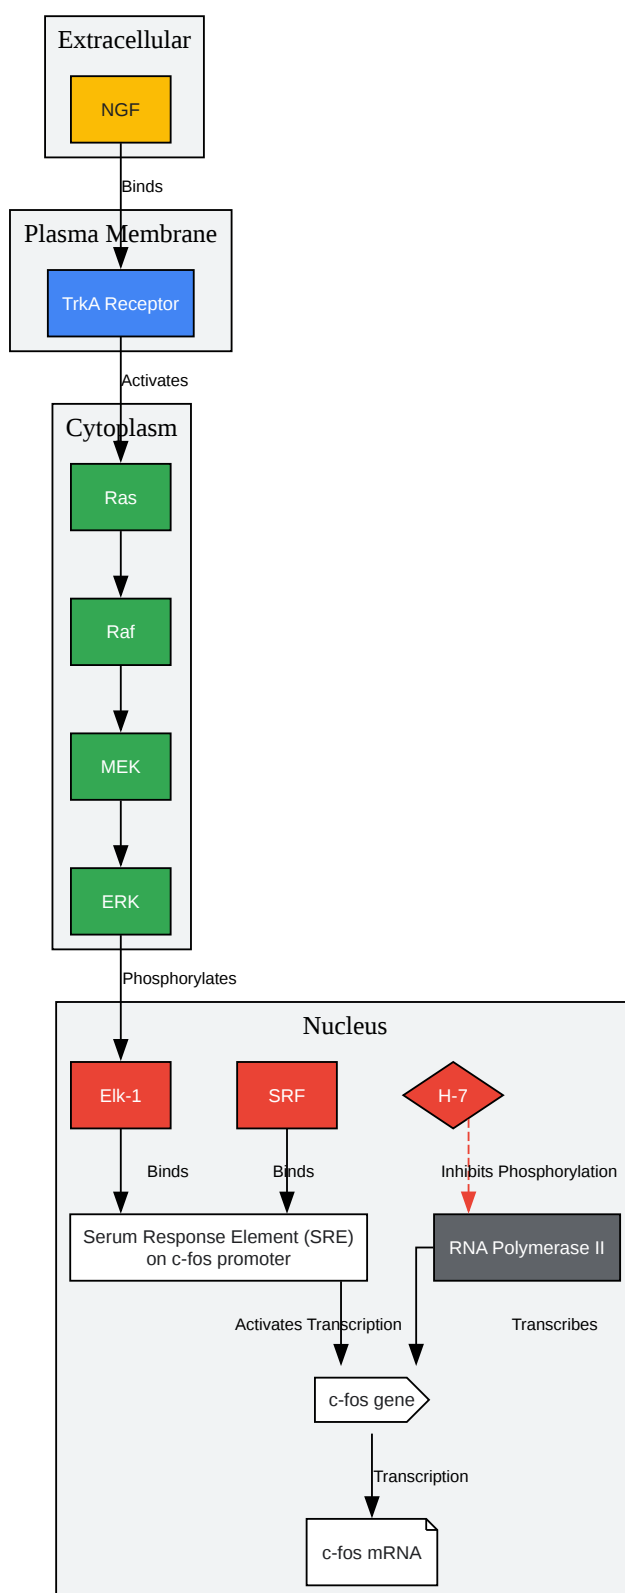 Extracellular
NGF
Binds
Plasma Membrane
TrkA Receptor
Activates
Cytoplasm
Ras
Raf
MEK
ERK
Phosphorylates
Nucleus
Elk-1
SRF
H-7
Binds
Binds
Inhibits Phosphorylation
Serum Response Element (SRE)
on c-fos promoter
RNA Polymerase II
Activates Transcription
Transcribes
c-fos gene
Transcription
c-fos mRNA